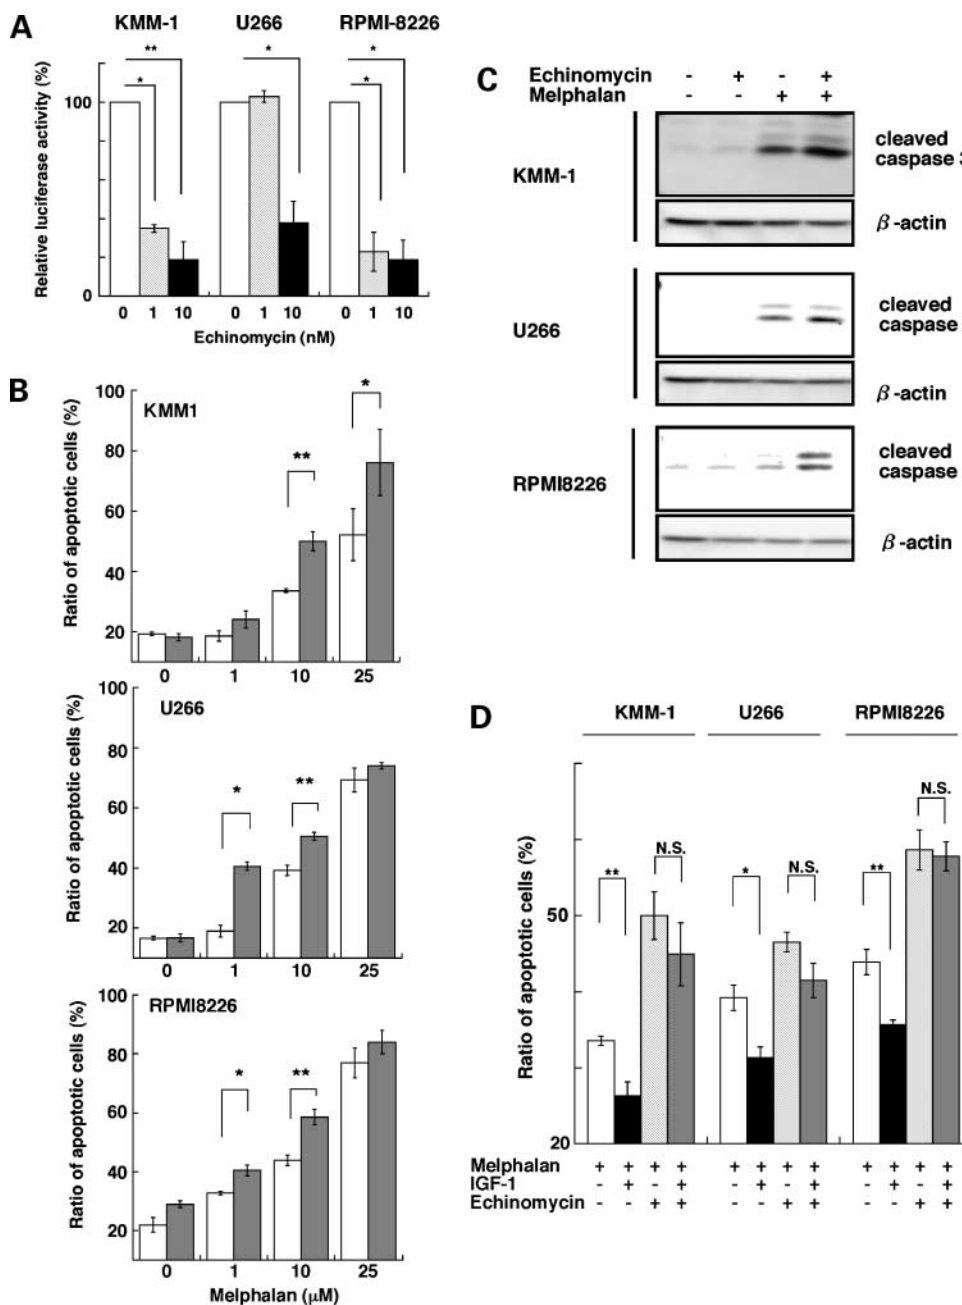 A
KMM-1 U266 RPMI-8226
** * *
* *
Relative luciferase activity (%)
100
0
0 1 10 0 1 10 0 1 10
Echinomycin (nM)
B
KMM1
Ratio of apoptotic cells (%)
100
80
60
40
20
** *
0 1 10 25
U266
Ratio of apoptotic cells (%)
100
80
60
40
20
* **
0 1 10 25
RPMI8226
Ratio of apoptotic cells (%)
100
80
60
40
20
* **
0 1 10 25
Melphalan (μM)
C
Echinomycin - + - +
Melphalan - - + +
KMM-1
cleaved
caspase 3
β-actin
U266
cleaved
caspase
β-actin
RPMI8226
cleaved
caspase
β-actin
D
KMM-1 U266 RPMI8226
Ratio of apoptotic cells (%)
50
20
** N.S. * N.S. ** N.S.
Melphalan + + + + + + + + + + + +
IGF-1 - + - + - + - + - + - +
Echinomycin - - + + - - + + - - + +